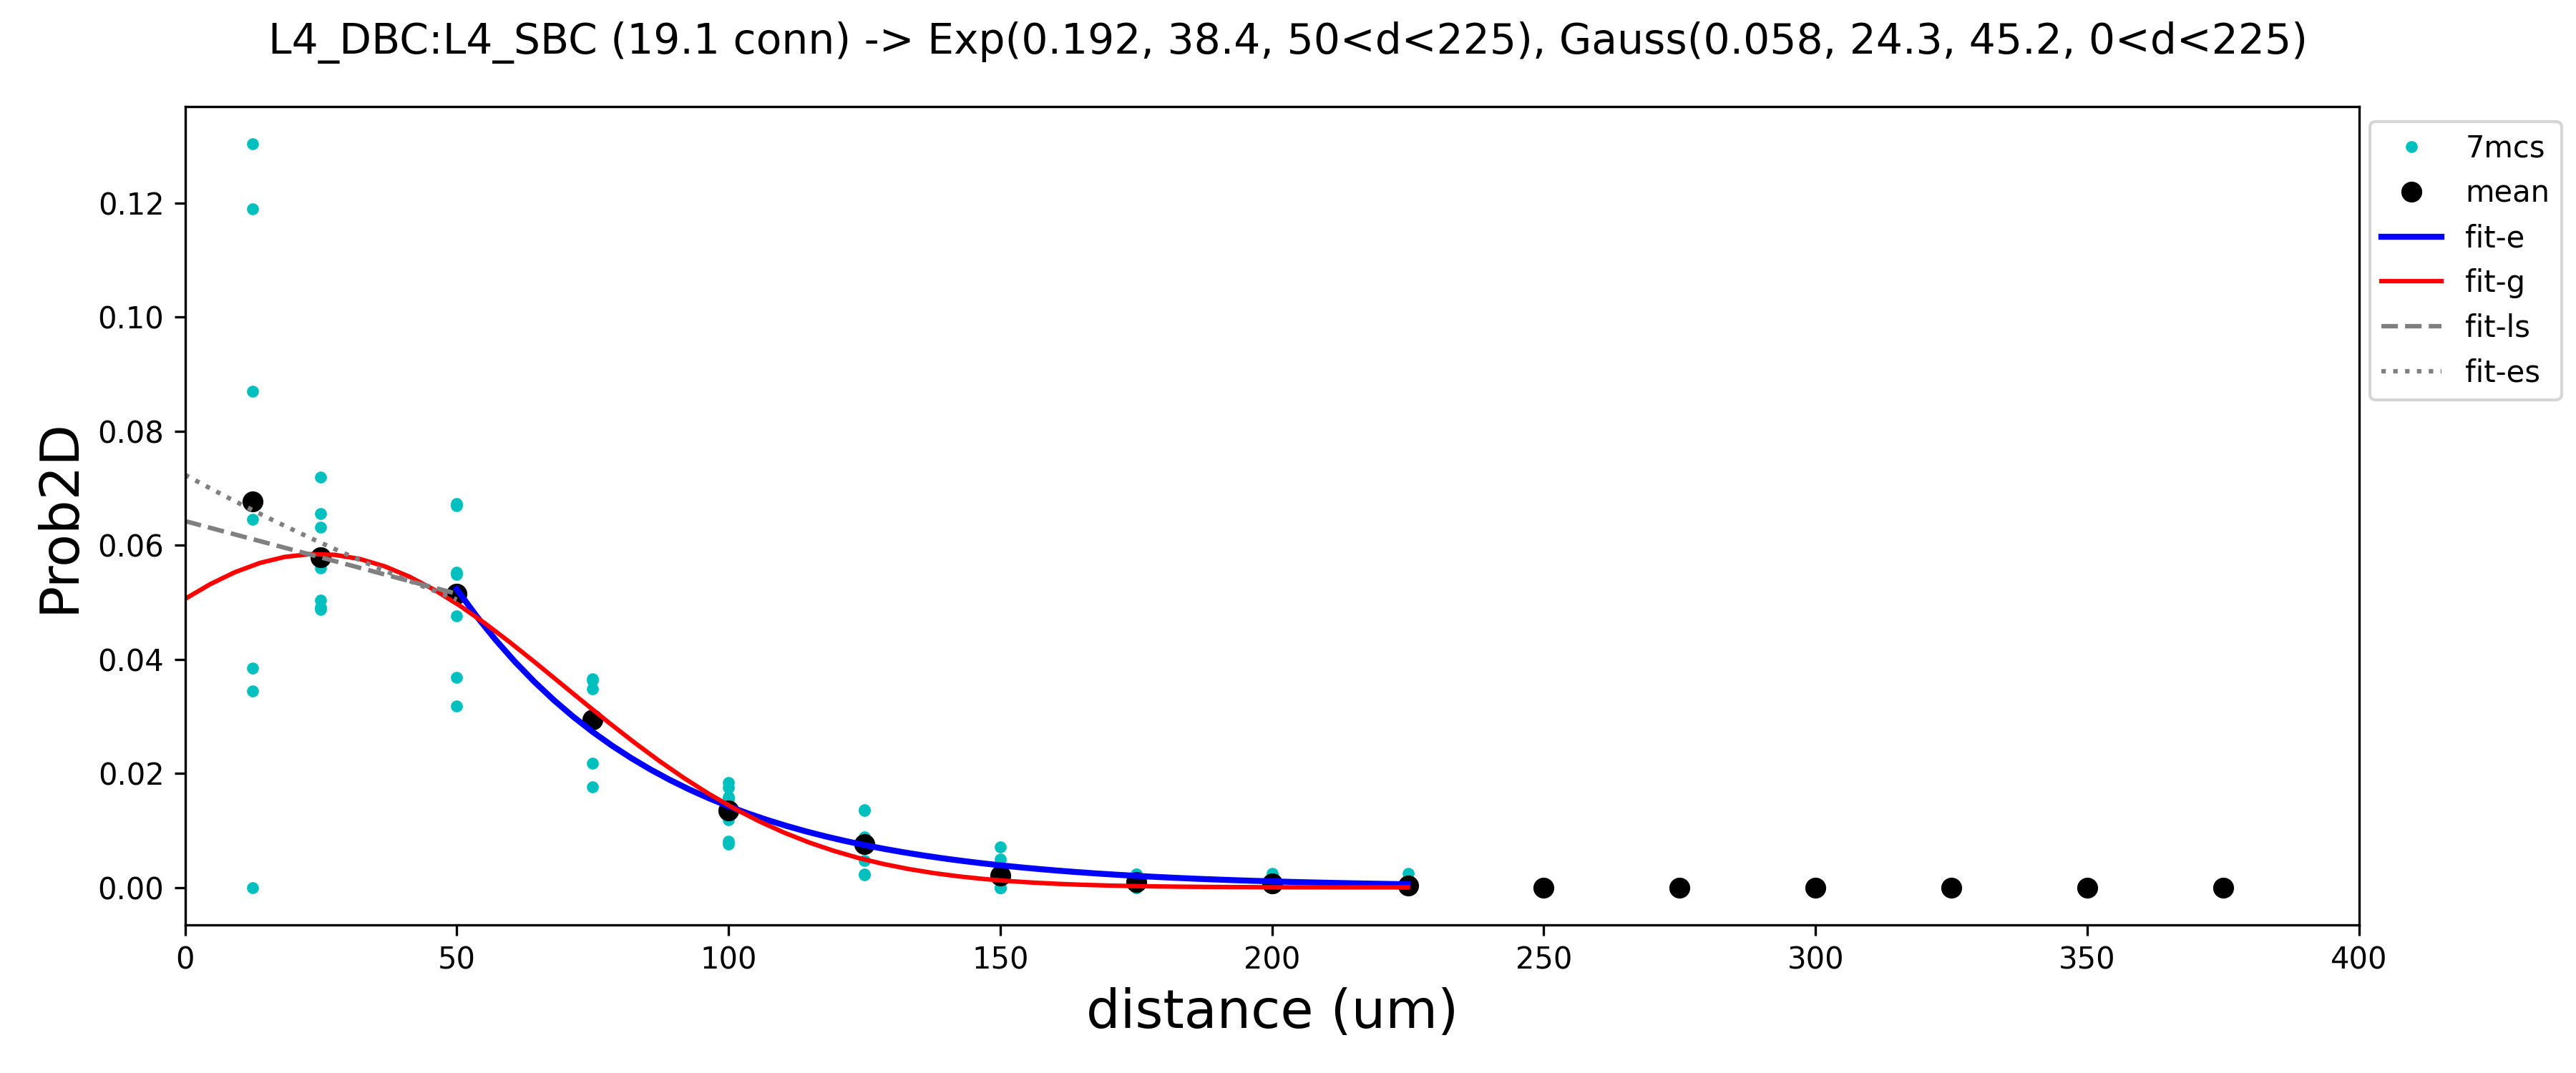 L4_DBC:L4_SBC (19.1 conn) -> Exp(0.192, 38.4, 50<d<225), Gauss(0.058, 24.3, 45.2, 0<d<225)
7mcs
mean
fit-e
fit-g
fit-ls
fit-es
Prob2D
0.12
0.10
0.08
0.06
0.04
0.02
0.00
0 50 100 150 200 250 300 350 400
distance (um)